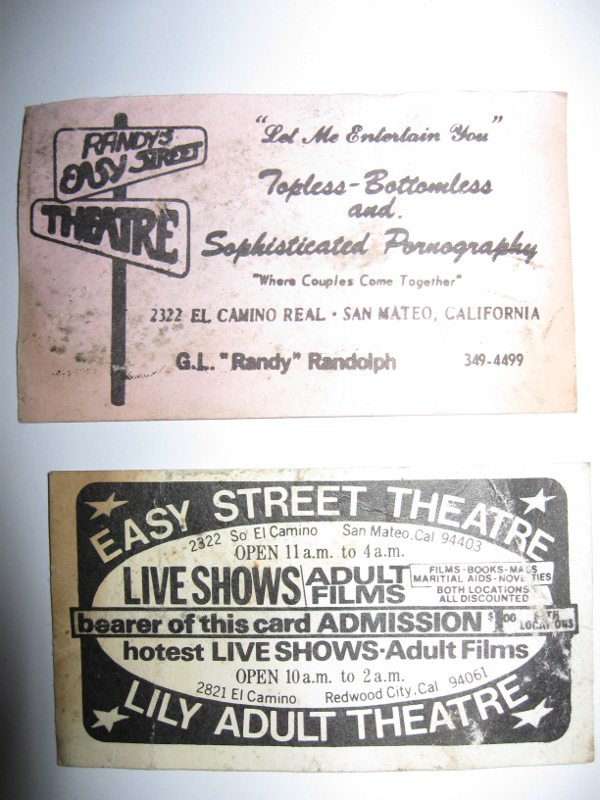 RANDY'S
EASY STREET
THEATRE
"Let Me Entertain You"
Topless-Bottomless
and.
Sophisticated Pornography
"Where Couples Come Together"
2322 EL CAMINO REAL · SAN MATEO, CALIFORNIA
G.L. "Randy" Randolph 349-4499
EASY STREET THEATRE
2322 So El Camino San Mateo.Cal 94403
OPEN 11 a.m. to 4 a.m.
LIVE SHOWS
ADULT
FILMS
FILMS-BOOKS-MAGS
MARITIAL AIDS-NOVELTIES
BOTH LOCATIONS
ALL DISCOUNTED
bearer of this card ADMISSION $ 00
LOCATIONS
hotest LIVE SHOWS·Adult Films
OPEN 10 a.m. to 2 a.m.
2821 El Camino Redwood City.Cal 94061
LILY ADULT THEATRE